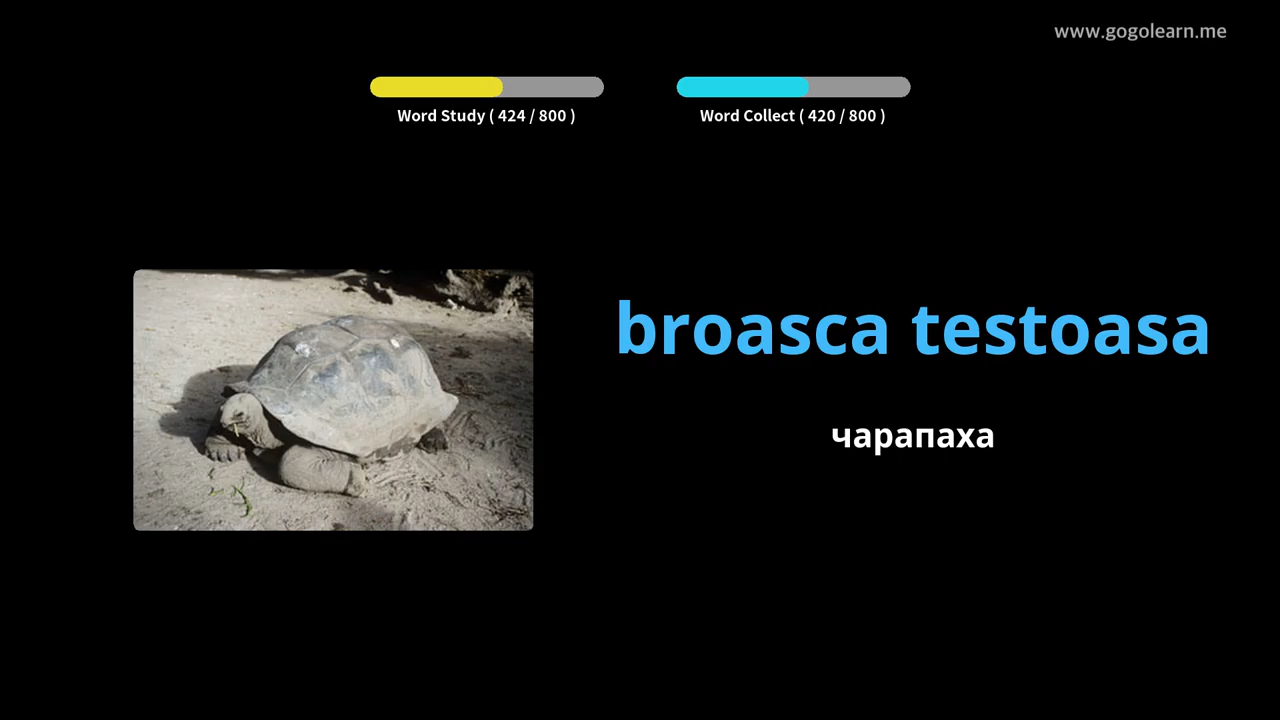 www.gogolearn.me
Word Study ( 424 / 800 )
Word Collect ( 420 / 800 )
broasca testoasa
чарапаха